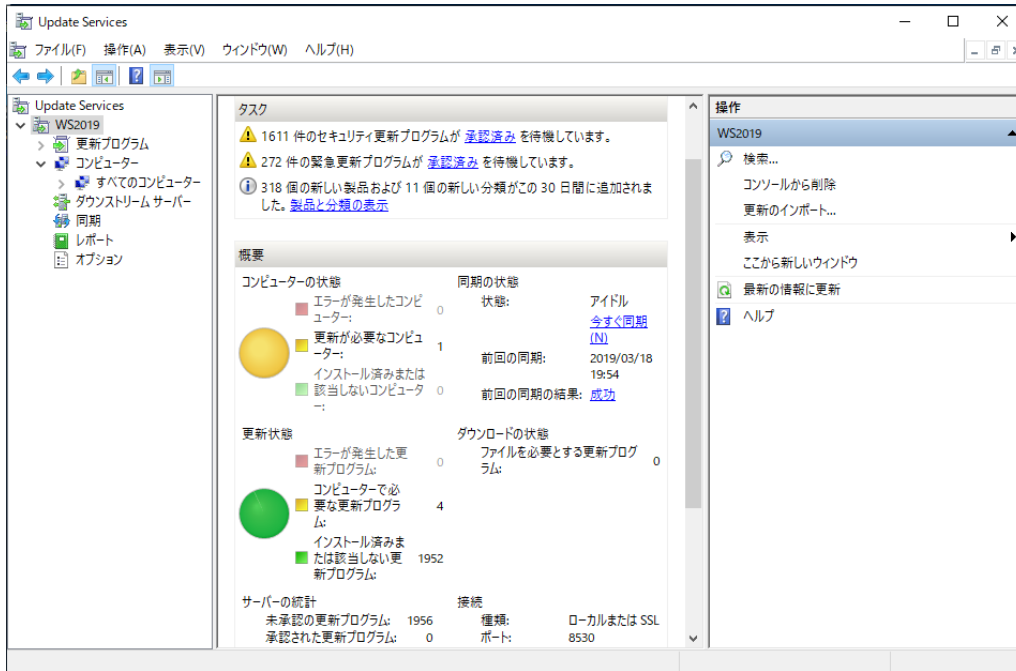 Update Services
ファイル(F) 操作(A) 表示(V) ウィンドウ(W) ヘルプ(H)
Update Services
WS2019
更新プログラム
コンピューター
すべてのコンピューター
ダウンストリーム サーバー
同期
レポート
オプション
タスク
1611 件のセキュリティ更新プログラムが 承認済み を待機しています。
272 件の緊急更新プログラムが 承認済み を待機しています。
318 個の新しい製品および 11 個の新しい分類がこの 30 日間に追加されま
した。 製品と分類の表示
概要
コンピューターの状態
エラーが発生したコンピ
ューター: 0
更新が必要なコンピュ
ーター: 1
インストール済みまたは
該当しないコンピュータ 0
ー:
同期の状態
状態: アイドル
今すぐ同期
(N)
前回の同期: 2019/03/18
19:54
前回の同期の結果: 成功
更新状態
エラーが発生した更
新プログラム: 0
コンピューターで必
要な更新プログラ 4
ム:
インストール済みま
たは該当しない更 1952
新プログラム:
ダウンロードの状態
ファイルを必要とする更新プログ
ラム: 0
サーバーの統計
未承認の更新プログラム: 1956
承認された更新プログラム: 0
接続
種類: ローカルまたは SSL
ポート: 8530
操作
WS2019
検索...
コンソールから削除
更新のインポート...
表示
ここから新しいウィンドウ
最新の情報に更新
ヘルプ